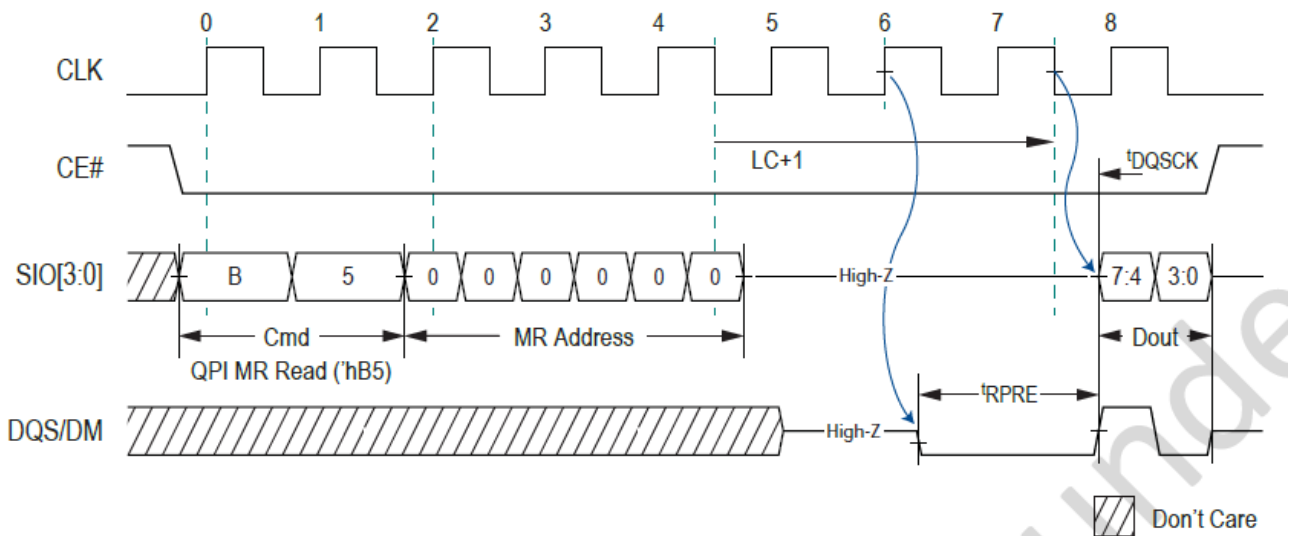 0 1 2 3 4 5 6 7 8
CLK
LC+1
tDQSCK
CE#
SIO[3:0]
B 5 0 0 0 0 0 0 High-Z 7:4 3:0
Cmd MR Address Dout
QPI MR Read ('hB5)
tRPRE
DQS/DM
High-Z
Don't Care